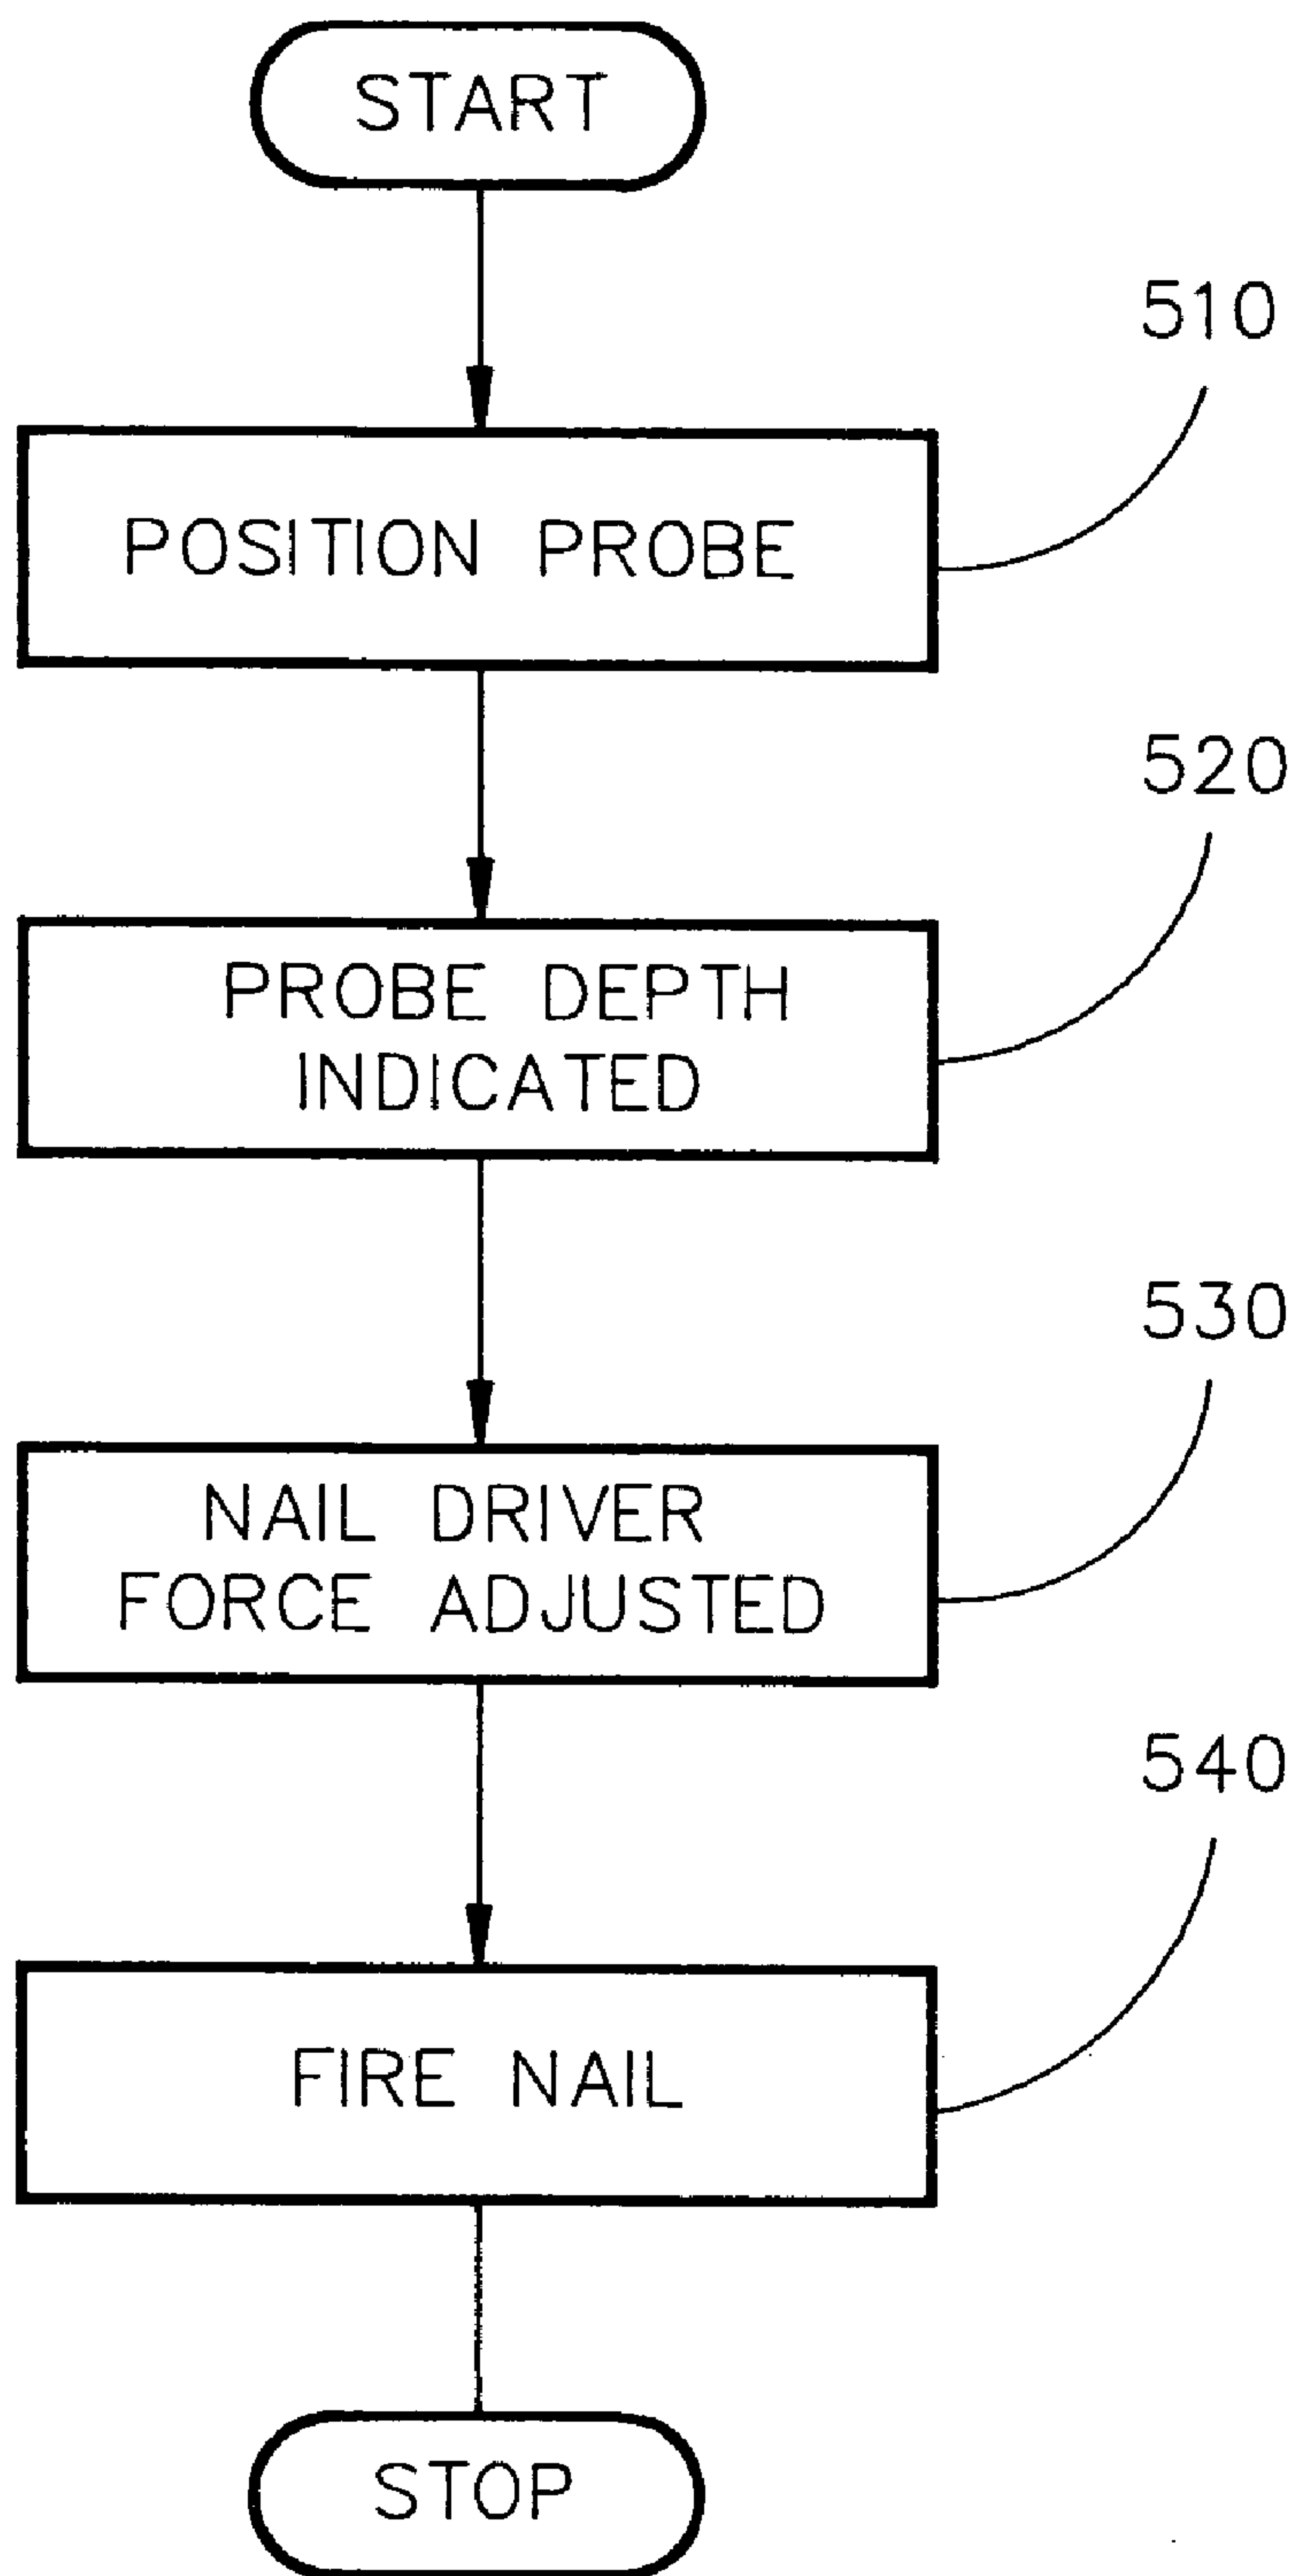 START
510
POSITION PROBE
520
PROBE DEPTH
INDICATED
530
NAIL DRIVER
FORCE ADJUSTED
540
FIRE NAIL
STOP